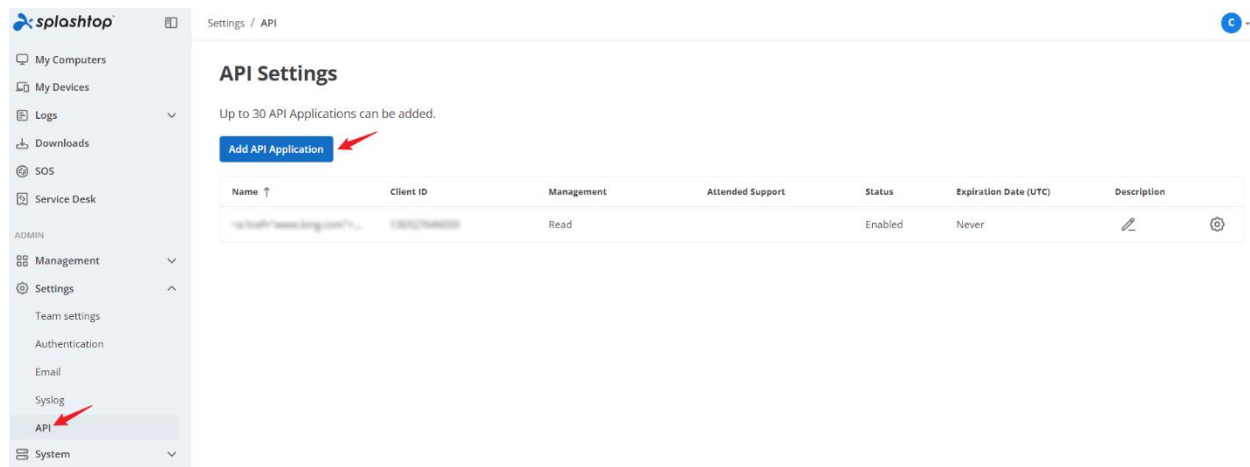 splashtop
Settings / API
C
My Computers
My Devices
Logs
Downloads
SOS
Service Desk
ADMIN
Management
Settings
Team settings
Authentication
Email
Syslog
API
System
API Settings
Up to 30 API Applications can be added.
Add API Application
Name ↑ Client ID Management Attended Support Status Expiration Date (UTC) Description
Read Enabled Never